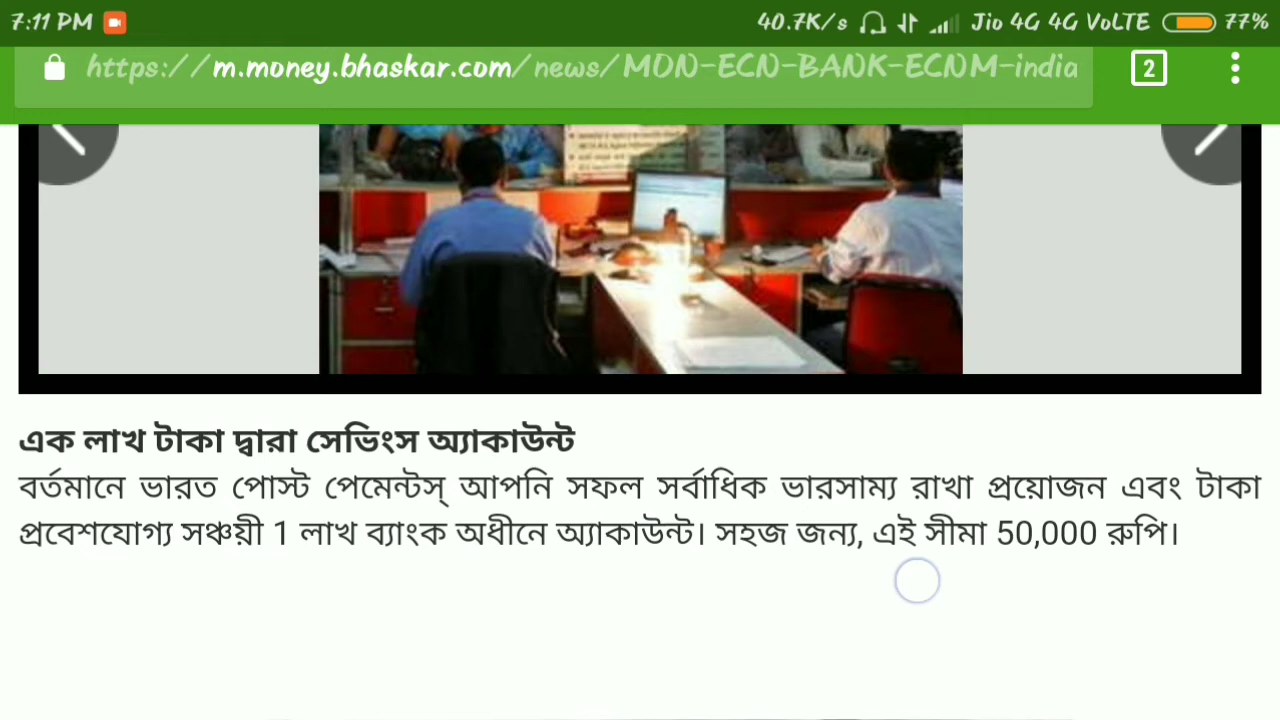 7:11 PM 40.7K/s Jio 4G 4G VoLTE 77%
https://m.money.bhaskar.com/news/MON-ECN-BANK-ECNM-india 2
এক লাখ টাকা দ্বারা সেভিংস অ্যাকাউন্ট
বর্তমানে ভারত পোস্ট পেমেন্টস্ আপনি সফল সর্বাধিক ভারসাম্য রাখা প্রয়োজন এবং টাকা
প্রবেশযোগ্য সঞ্চয়ী 1 লাখ ব্যাংক অধীনে অ্যাকাউন্ট। সহজ জন্য, এই সীমা 50,000 রুপি।